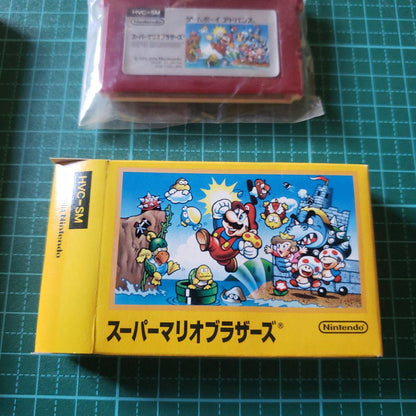 HVC-SM
Nintendo
ゲームボーイ アドバンス
スーパーマリオブラザーズ®
HVC-SM
Nintendo
スーパーマリオブラザーズ®
Nintendo